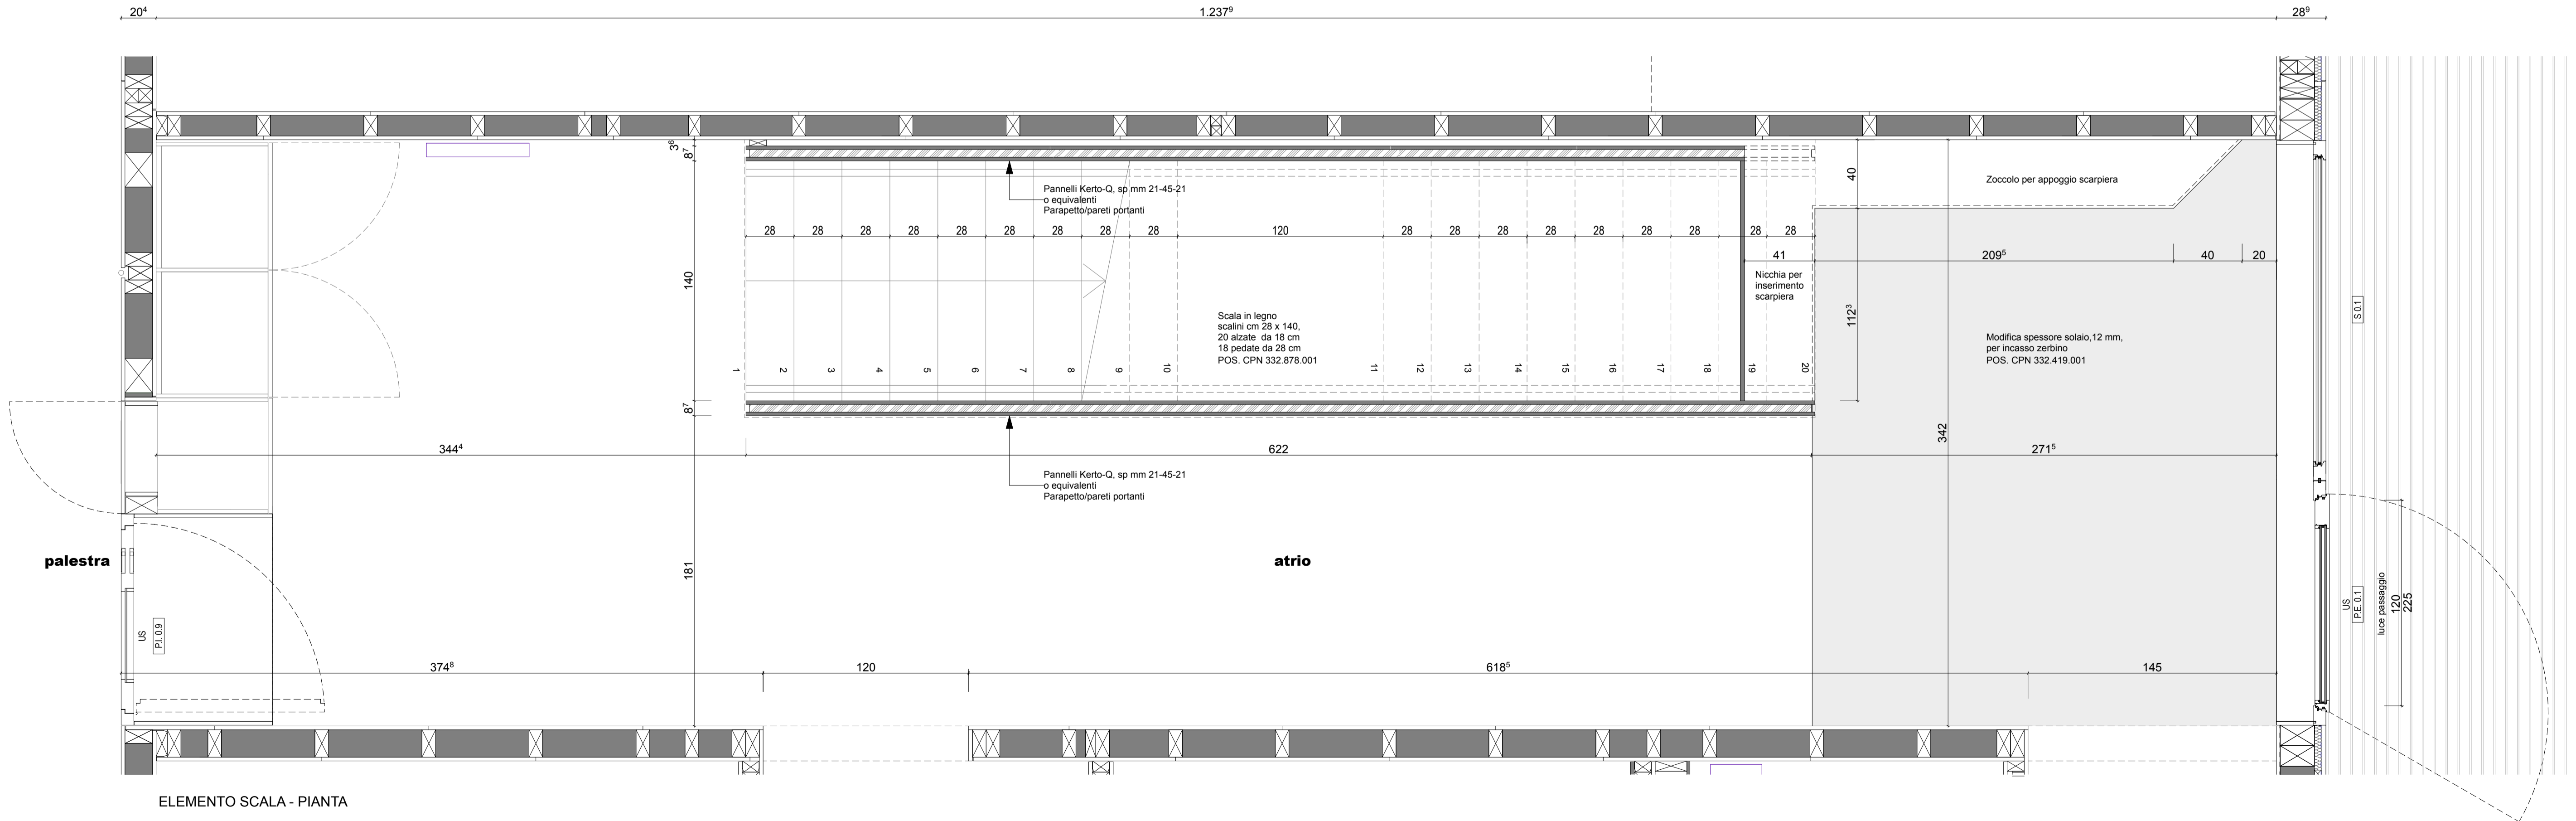 20⁴
1.237⁹
28⁹
3⁶
8⁷
Pannelli Kerto-Q, sp mm 21-45-21
o equivalenti
Parapetto/pareti portanti
Zoccolo per appoggio scarpiera
40
28 28 28 28 28 28 28 28 28 120 28 28 28 28 28 28 28 28 28
41
209⁵
40
20
140
Nicchia per
inserimento
scarpiera
112³
S 0.1
Scala in legno
scalini cm 28 x 140,
20 alzate da 18 cm
18 pedate da 28 cm
POS. CPN 332.878.001
Modifica spessore solaio,12 mm,
per incasso zerbino
POS. CPN 332.419.001
1 2 3 4 5 6 7 8 9 10 11 12 13 14 15 16 17 18 19 20
8⁷
344⁴
622
342
271⁵
Pannelli Kerto-Q, sp mm 21-45-21
o equivalenti
Parapetto/pareti portanti
palestra
181
atrio
US
P.I. 0.9
US
P.E. 0.1
luce passaggio
120
225
374⁸
120
618⁵
145
ELEMENTO SCALA - PIANTA